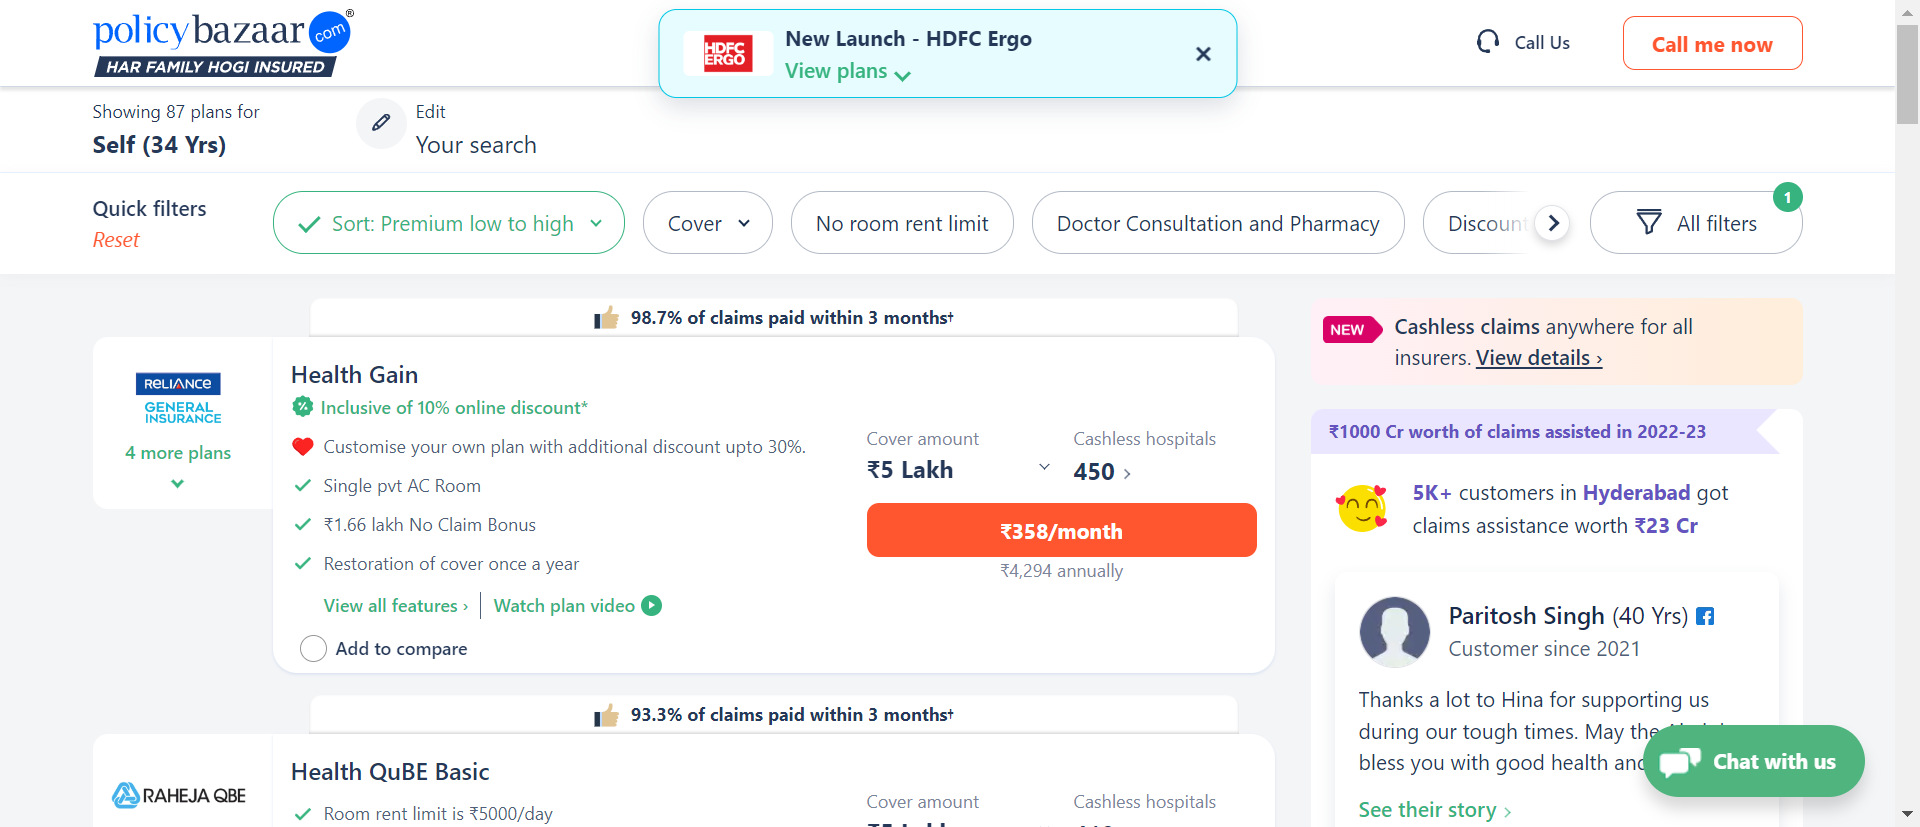 policybazaar.com®
HAR FAMILY HOGI INSURED
New Launch - HDFC Ergo
HDFC
ERGO
View plans
Call Us
Call me now
Showing 87 plans for
Self (34 Yrs)
Edit
Your search
Quick filters
Reset
Sort: Premium low to high
Cover
No room rent limit
Doctor Consultation and Pharmacy
Discount
All filters
1
98.7% of claims paid within 3 months†
RELIANCE
GENERAL
INSURANCE
4 more plans
Health Gain
Inclusive of 10% online discount*
Customise your own plan with additional discount upto 30%.
Single pvt AC Room
₹1.66 lakh No Claim Bonus
Restoration of cover once a year
View all features ›
Watch plan video
Add to compare
Cover amount
₹5 Lakh
Cashless hospitals
450 ›
₹358/month
₹4,294 annually
93.3% of claims paid within 3 months†
RAHEJA QBE
Health QuBE Basic
Room rent limit is ₹5000/day
Cover amount
Cashless hospitals
NEW
Cashless claims anywhere for all
insurers. View details ›
₹1000 Cr worth of claims assisted in 2022-23
5K+ customers in Hyderabad got
claims assistance worth ₹23 Cr
Paritosh Singh (40 Yrs)
Customer since 2021
Thanks a lot to Hina for supporting us
during our tough times. May the
bless you with good health and
See their story ›
Chat with us